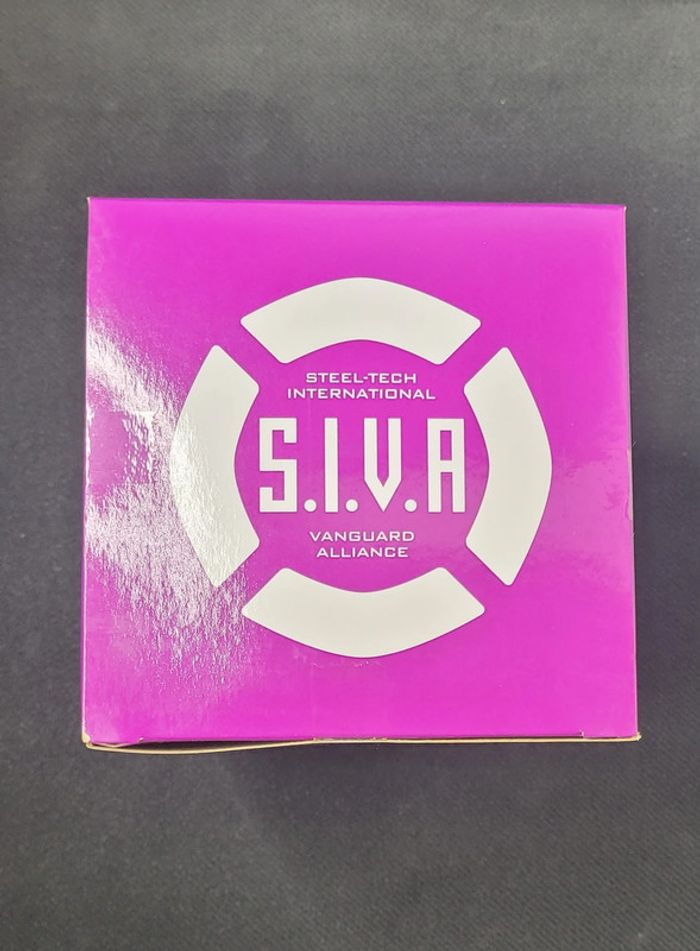 STEEL-TECH
INTERNATIONAL
S.I.V.A
VANGUARD
ALLIANCE